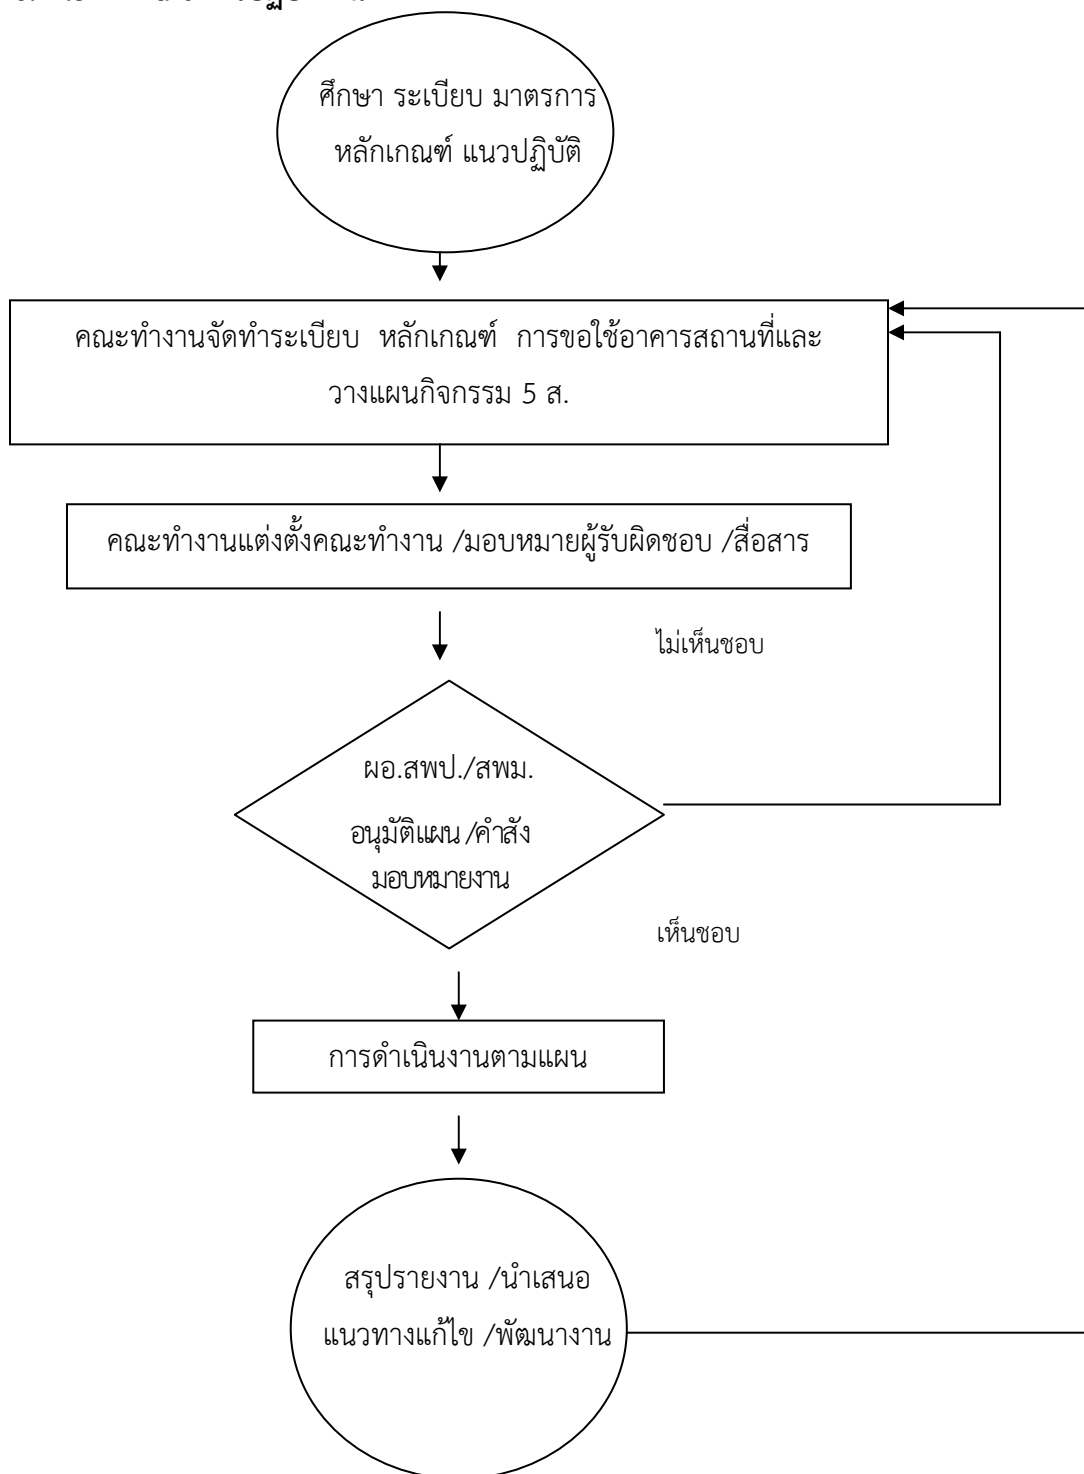 ศึกษา ระเบียบ มาตรการ
หลักเกณฑ์ แนวปฏิบัติ
คณะทำงานจัดทำระเบียบ หลักเกณฑ์ การขอใช้อาคารสถานที่และ
วางแผนกิจกรรม 5 ส.
คณะทำงานแต่งตั้งคณะทำงาน /มอบหมายผู้รับผิดชอบ /สื่อสาร
ไม่เห็นชอบ
ผอ.สพป./สพม.
อนุมัติแผน /คำสัง
มอบหมายงาน
เห็นชอบ
การดำเนินงานตามแผน
สรุปรายงาน /นำเสนอ
แนวทางแก้ไข /พัฒนางาน